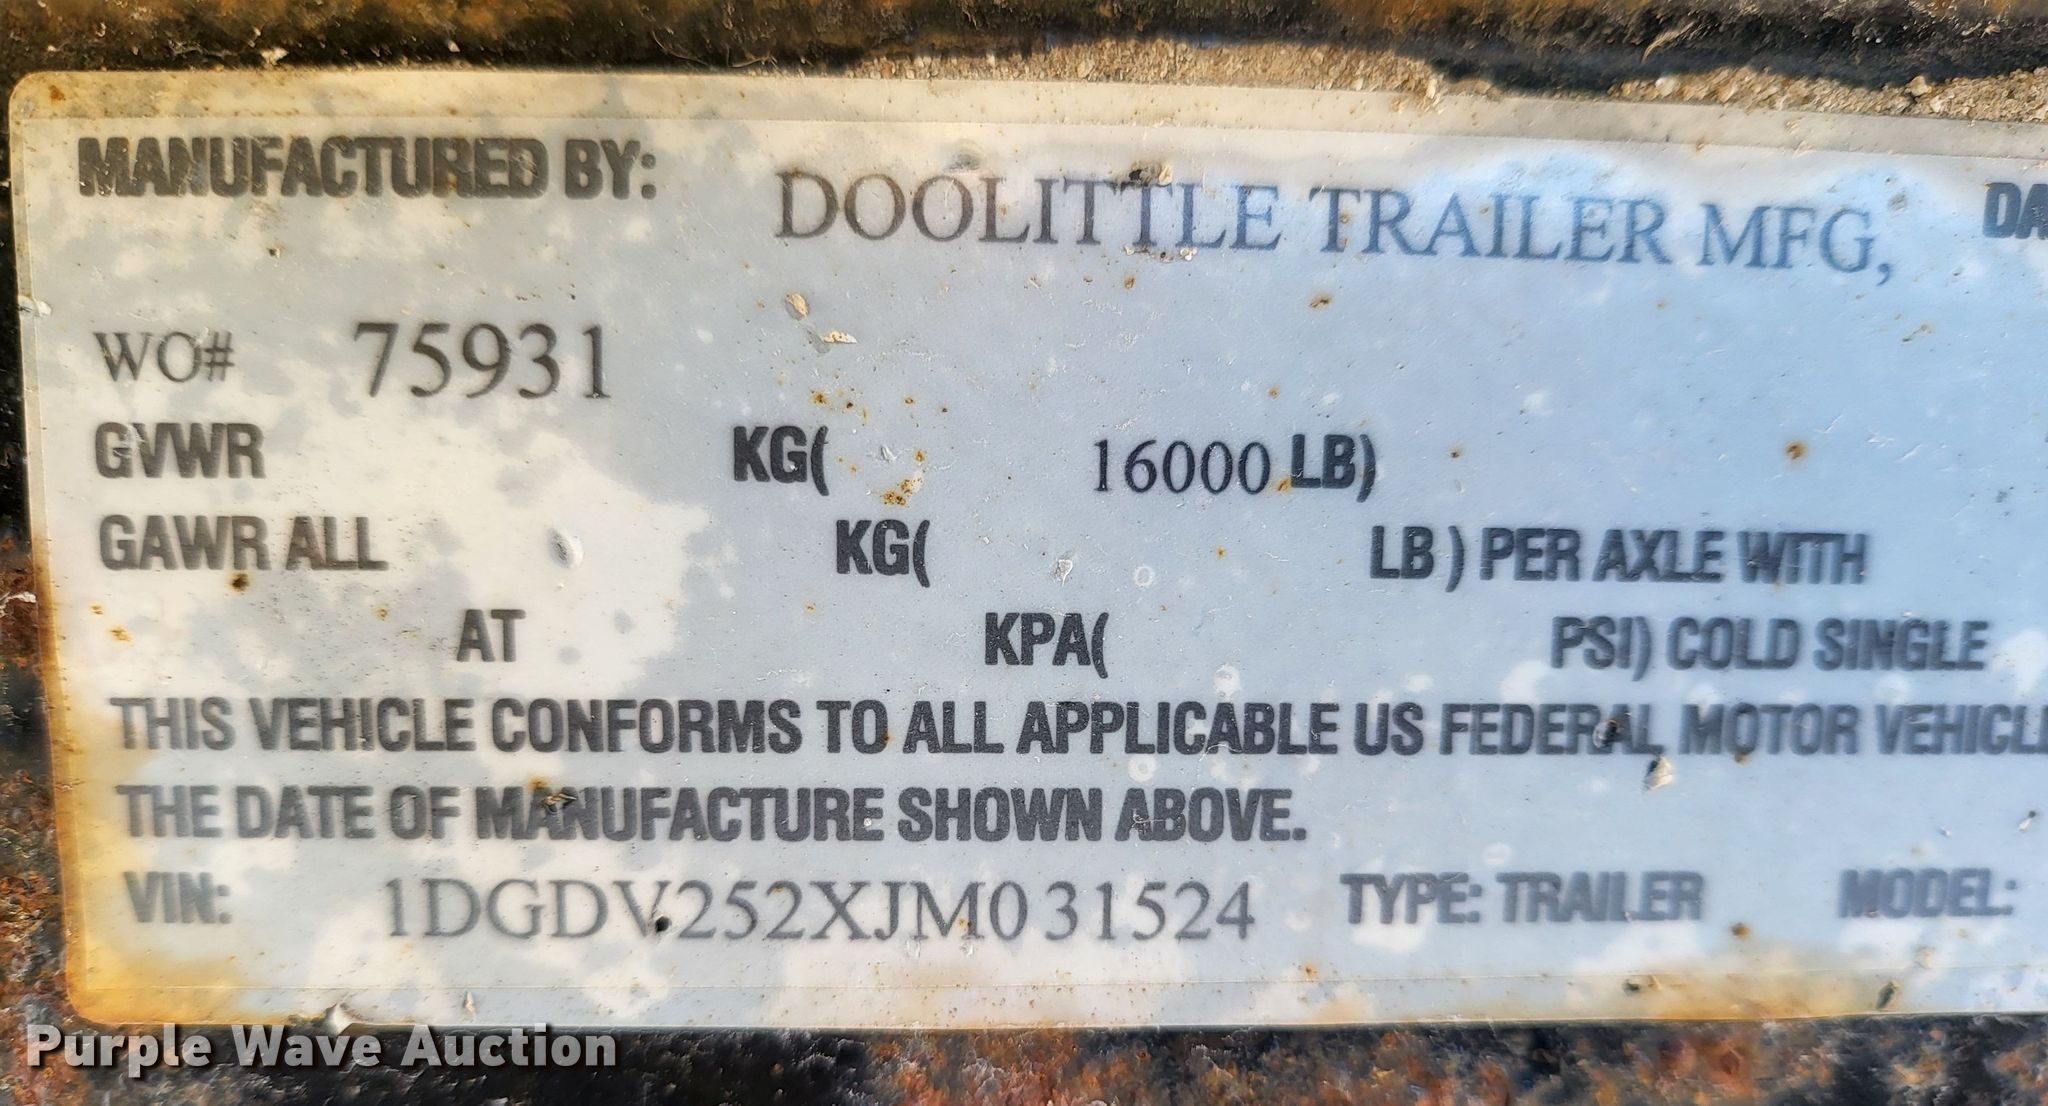 MANUFACTURED BY: DOOLITTLE TRAILER MFG, DA
WO# 75931
GVWR KG( 16000 LB)
GAWR ALL KG( LB) PER AXLE WITH
AT KPA( PSI) COLD SINGLE
THIS VEHICLE CONFORMS TO ALL APPLICABLE US FEDERAL MOTOR VEHICL
THE DATE OF MANUFACTURE SHOWN ABOVE.
VIN: 1DGDV252XJM031524 TYPE: TRAILER MODEL:
Purple Wave Auction